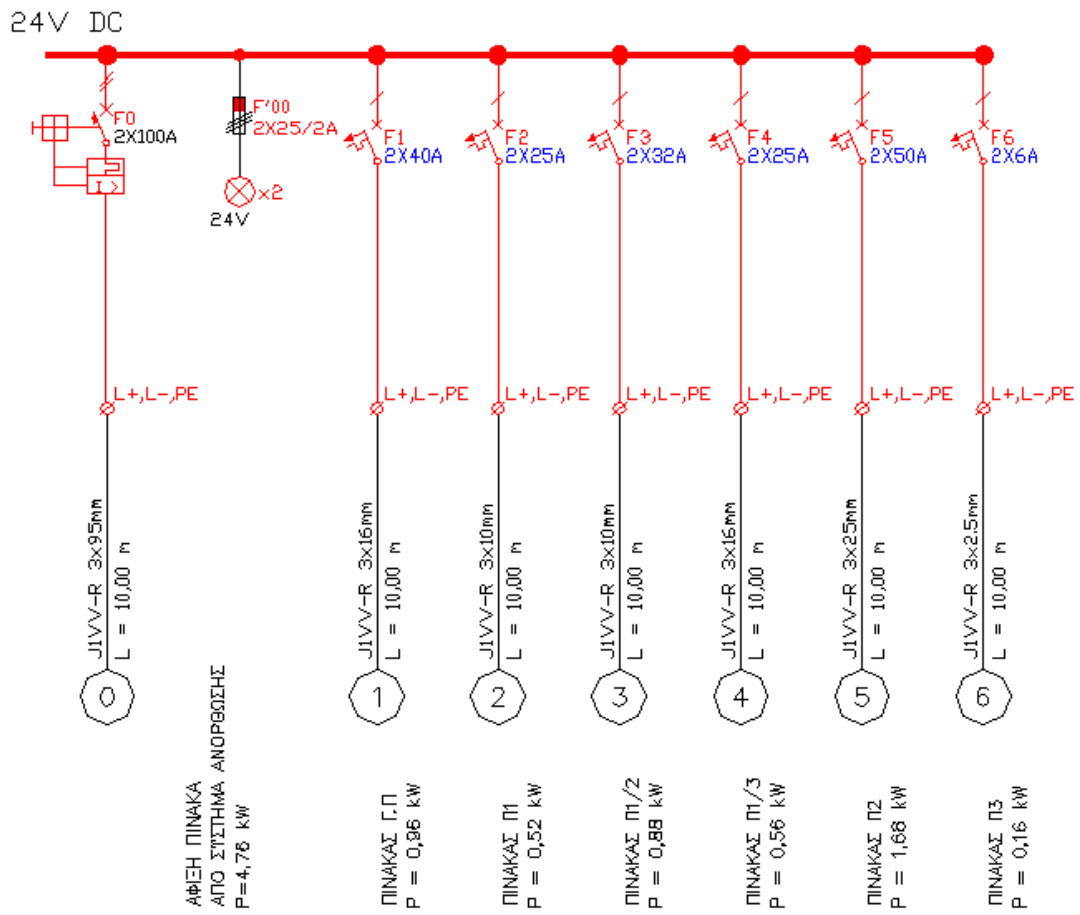 24V DC
F0
2X100A
F'00
2X25/2A
x2
24V
F1
2X40A
F2
2X25A
F3
2X32A
F4
2X25A
F5
2X50A
F6
2X6A
I >
L+,L-,PE
L+,L-,PE
L+,L-,PE
L+,L-,PE
L+,L-,PE
L+,L-,PE
L+,L-,PE
J1VV-R 3x95mm
L = 10,00 m
J1VV-R 3x16mm
L = 10,00 m
J1VV-R 3x10mm
L = 10,00 m
J1VV-R 3x10mm
L = 10,00 m
J1VV-R 3x16mm
L = 10,00 m
J1VV-R 3x25mm
L = 10,00 m
J1VV-R 3x2.5mm
L = 10,00 m
0
1
2
3
4
5
6
ΑΦΙΞΗ ΠΙΝΑΚΑ
ΑΠΟ ΣΥΣΤΗΜΑ ΑΝΟΡΘΩΣΗΣ
P=4,76 kW
ΠΙΝΑΚΑΣ Γ.Π
P = 0,96 kW
ΠΙΝΑΚΑΣ Π1
P = 0,52 kW
ΠΙΝΑΚΑΣ Π1/2
P = 0,88 kW
ΠΙΝΑΚΑΣ Π1/3
P = 0,56 kW
ΠΙΝΑΚΑΣ Π2
P = 1,68 kW
ΠΙΝΑΚΑΣ Π3
P = 0,16 kW